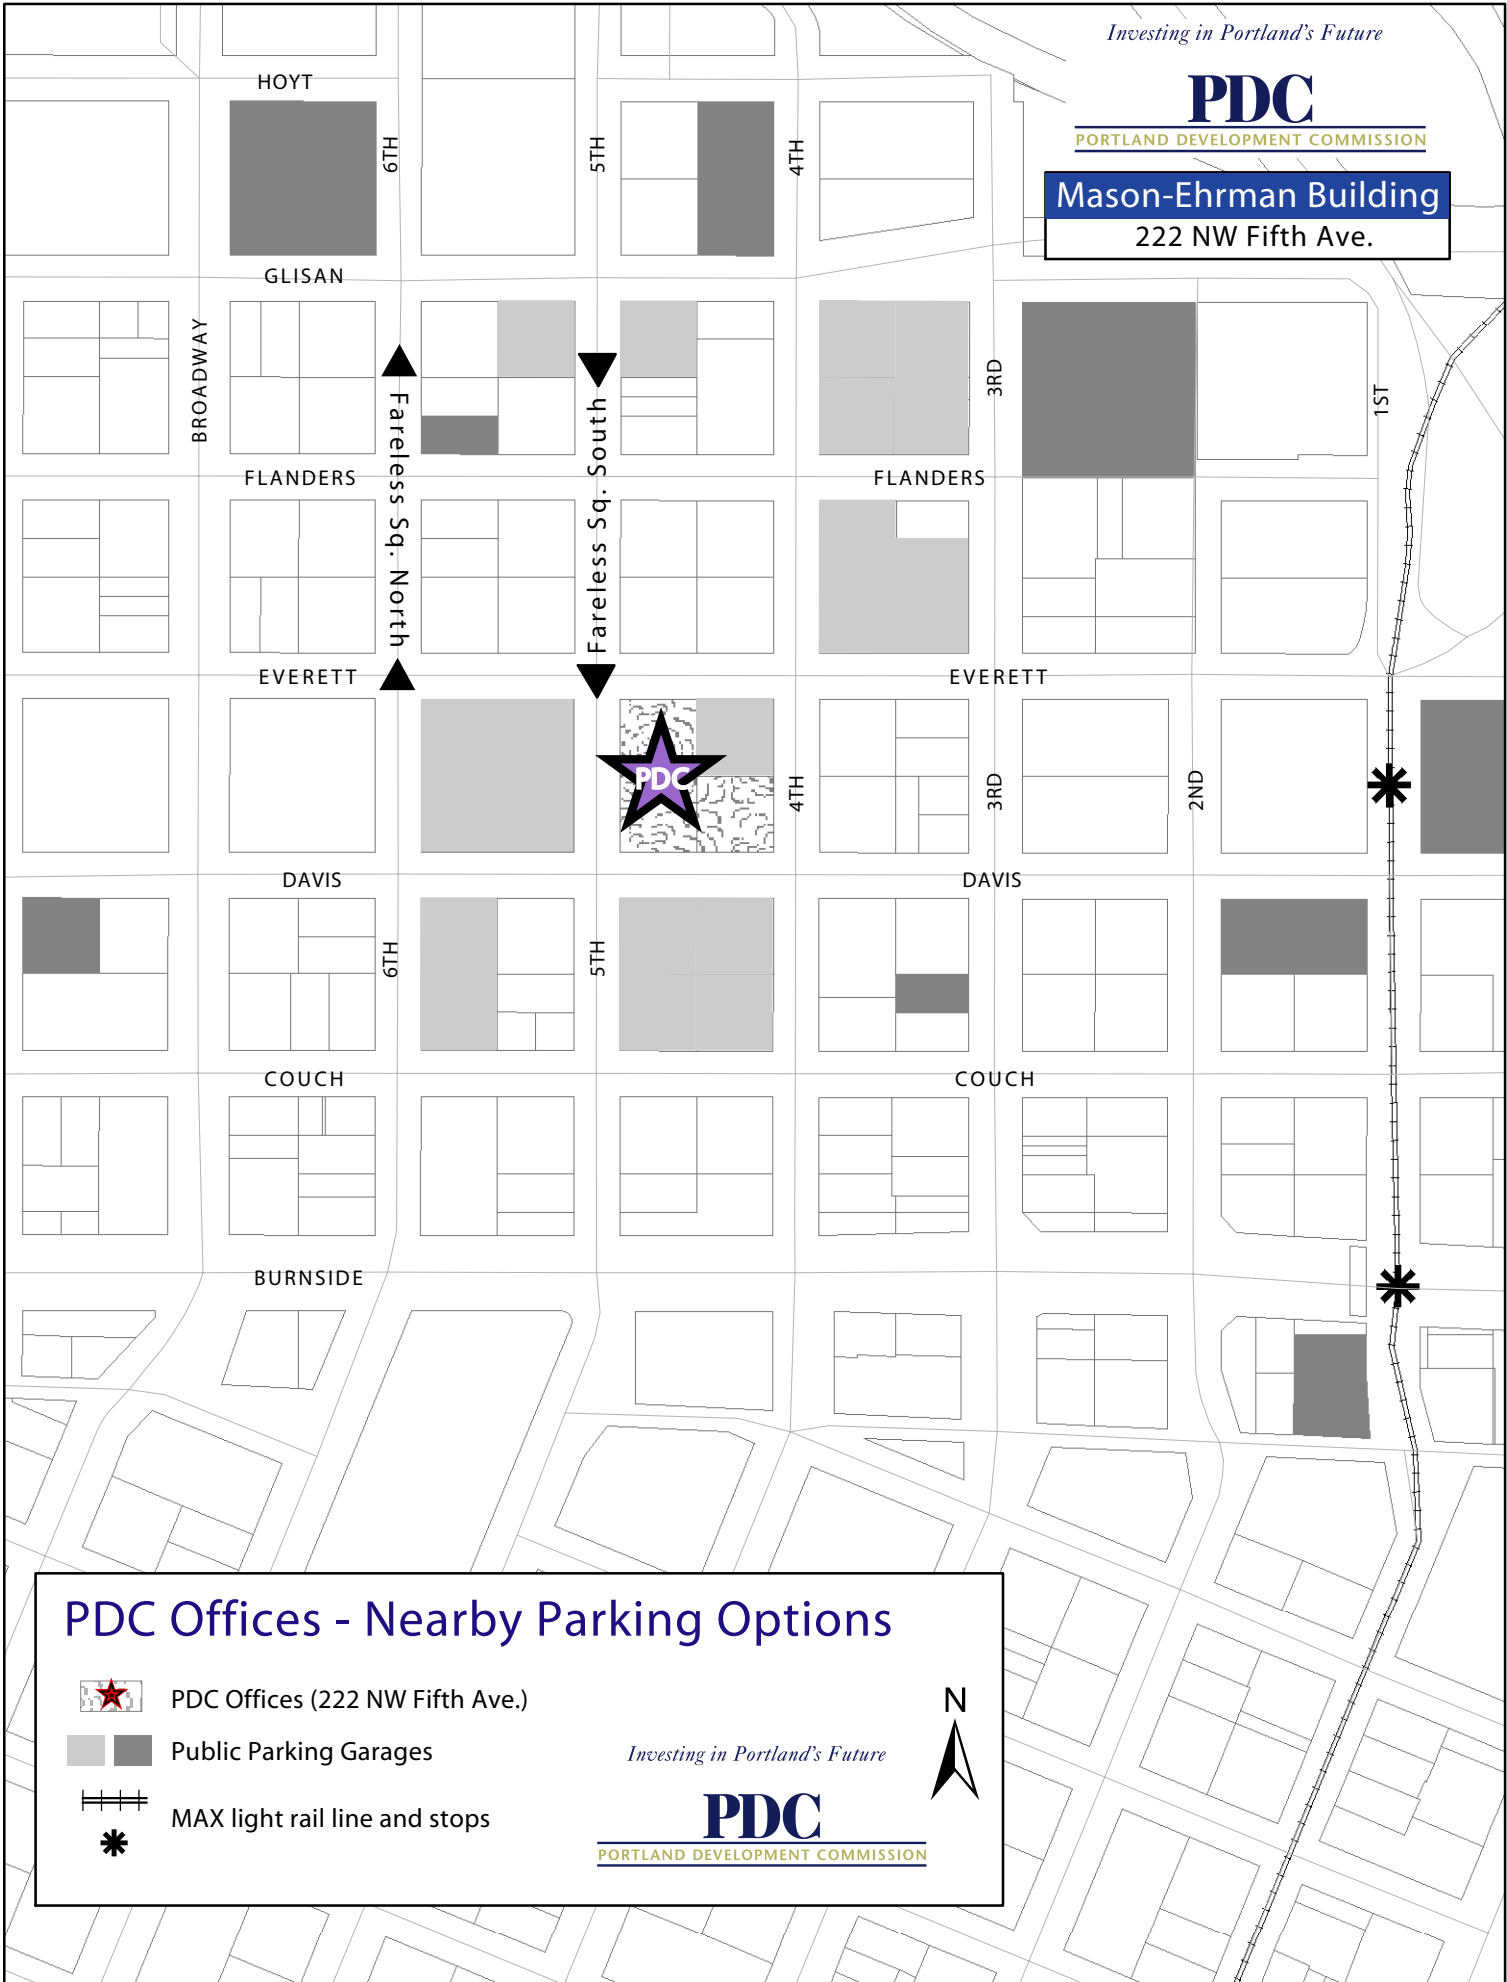 Investing in Portland's Future
PDC
PORTLAND DEVELOPMENT COMMISSION
Mason-Ehrman Building
222 NW Fifth Ave.
HOYT
6TH
5TH
4TH
GLISAN
BROADWAY
Fareless Sq. North
Fareless Sq. South
3RD
1ST
FLANDERS
FLANDERS
EVERETT
EVERETT
PDC
4TH
3RD
2ND
DAVIS
DAVIS
6TH
5TH
COUCH
COUCH
BURNSIDE
PDC Offices - Nearby Parking Options
PDC Offices (222 NW Fifth Ave.)
Public Parking Garages
MAX light rail line and stops
N
Investing in Portland's Future
PDC
PORTLAND DEVELOPMENT COMMISSION